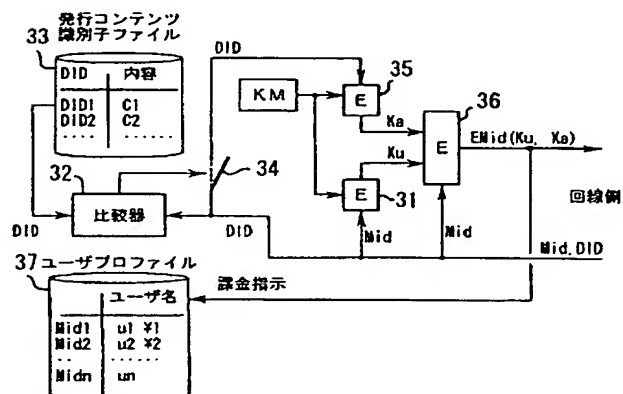 発行コンテンツ
33 識別子ファイル
DID 内容
DID1 C1
DID2 C2
..... .....
32
比較器
DID
DID
34
DID
KM
35
E
Ka
Ku
E
31
Mid
36
E
EMid(Ku, Ka)
Mid
回線側
Mid, DID
37 ユーザプロファイル
ユーザ名
Mid1 u1 ¥1
Mid2 u2 ¥2
... .....
Midn un
課金指示